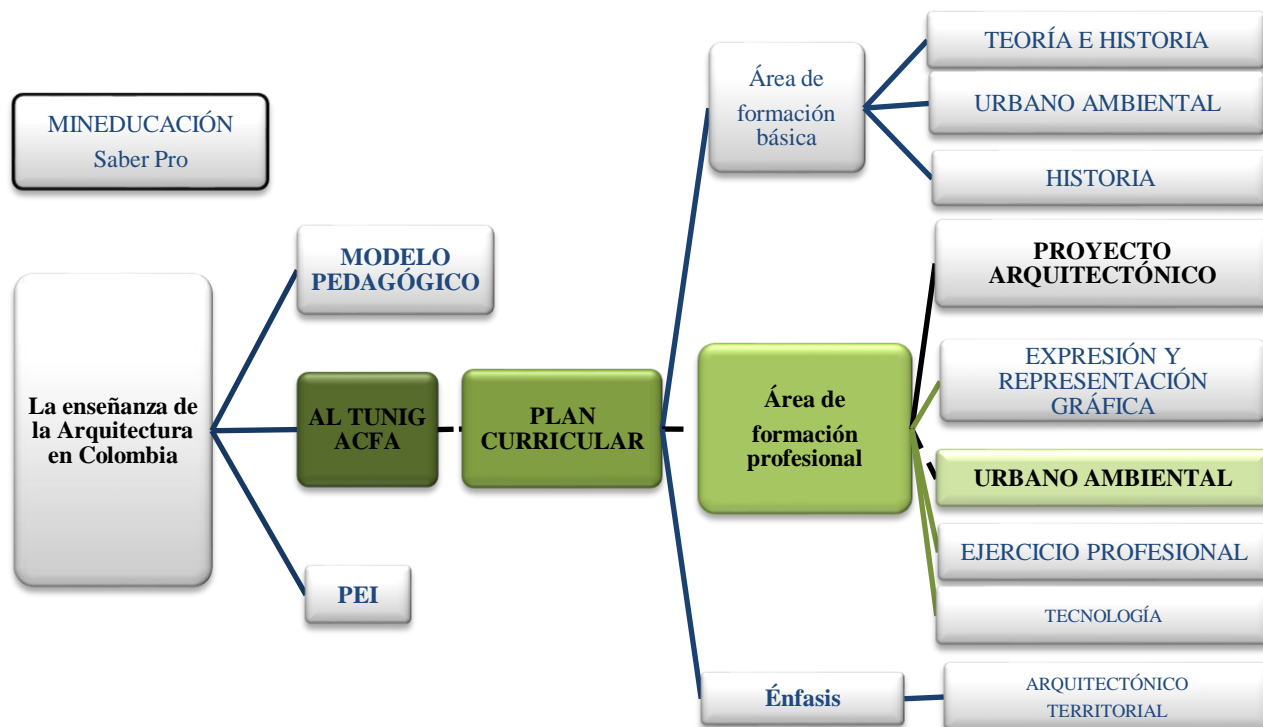 MINEDUCACIÓN
Saber Pro
La enseñanza de
la Arquitectura
en Colombia
MODELO
PEDAGÓGICO
AL TUNIG
ACFA
PEI
PLAN
CURRICULAR
Área de
formación
básica
TEORÍA E HISTORIA
URBANO AMBIENTAL
HISTORIA
Área de
formación
profesional
PROYECTO
ARQUITECTÓNICO
EXPRESIÓN Y
REPRESENTACIÓN
GRÁFICA
URBANO AMBIENTAL
EJERCICIO PROFESIONAL
TECNOLOGÍA
Énfasis
ARQUITECTÓNICO
TERRITORIAL